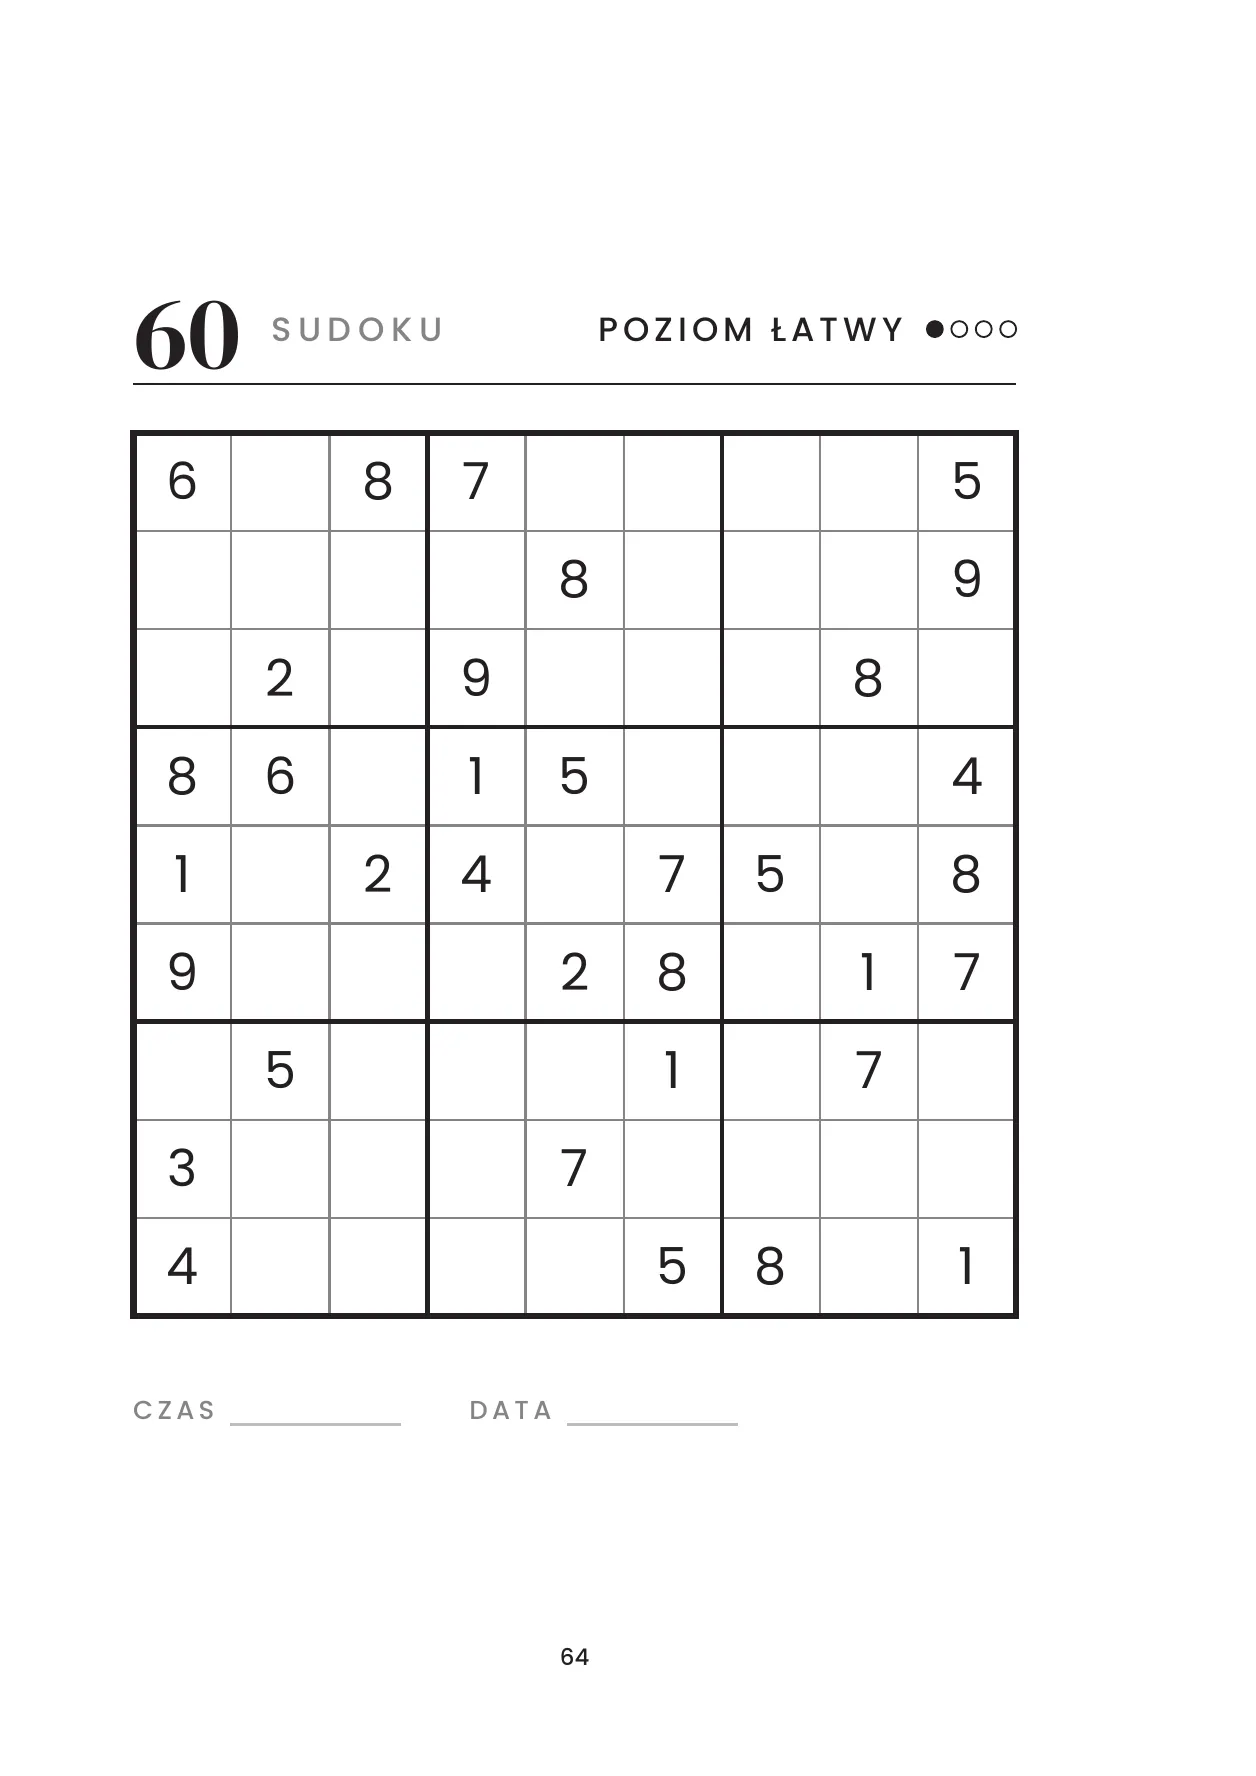 60 SUDOKU POZIOM ŁATWY
6 8 7 5
8 9
2 9 8
8 6 1 5 4
1 2 4 7 5 8
9 2 8 1 7
5 1 7
3 7
4 5 8 1
CZAS DATA
64